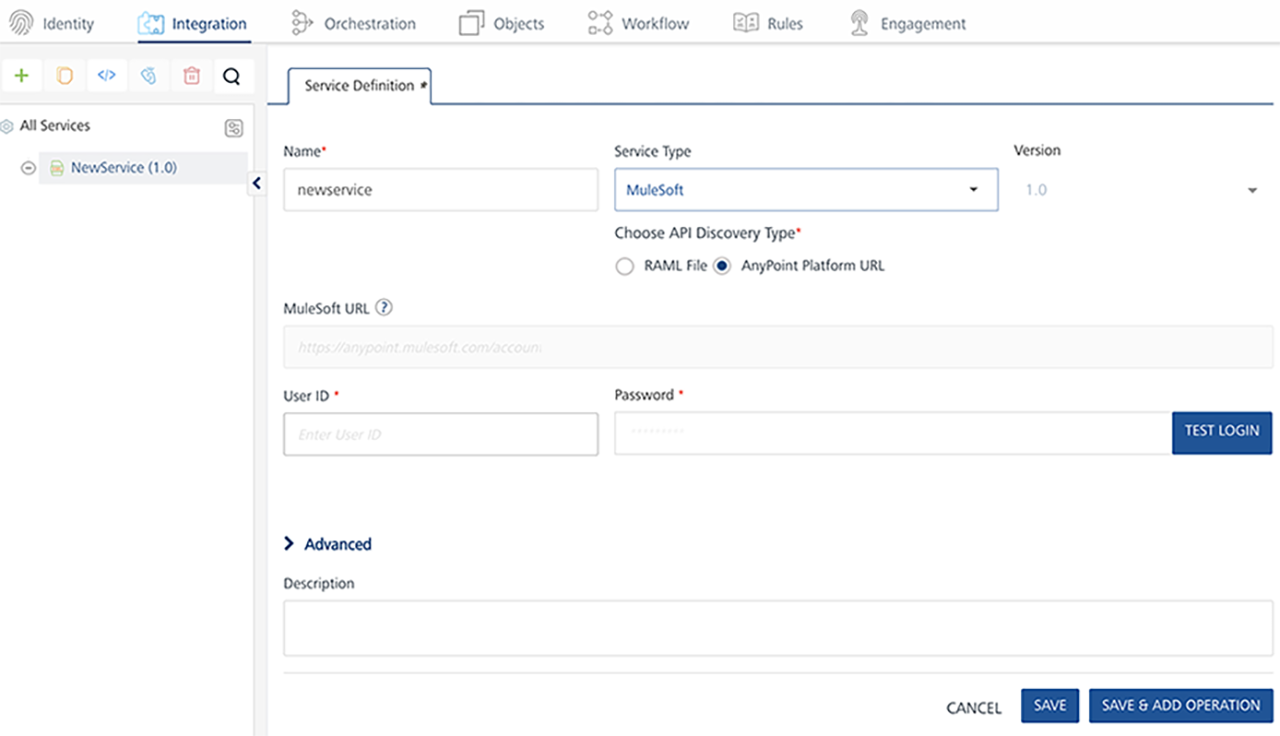 Identity Integration Orchestration Objects Workflow Rules Engagement
Service Definition *
All Services
NewService (1.0)
Name* Service Type Version
newservice MuleSoft 1.0
Choose API Discovery Type*
RAML File AnyPoint Platform URL
MuleSoft URL ?
https://anypoint.mulesoft.com/account
User ID * Password *
Enter User ID ********* TEST LOGIN
Advanced
Description
CANCEL SAVE SAVE & ADD OPERATION